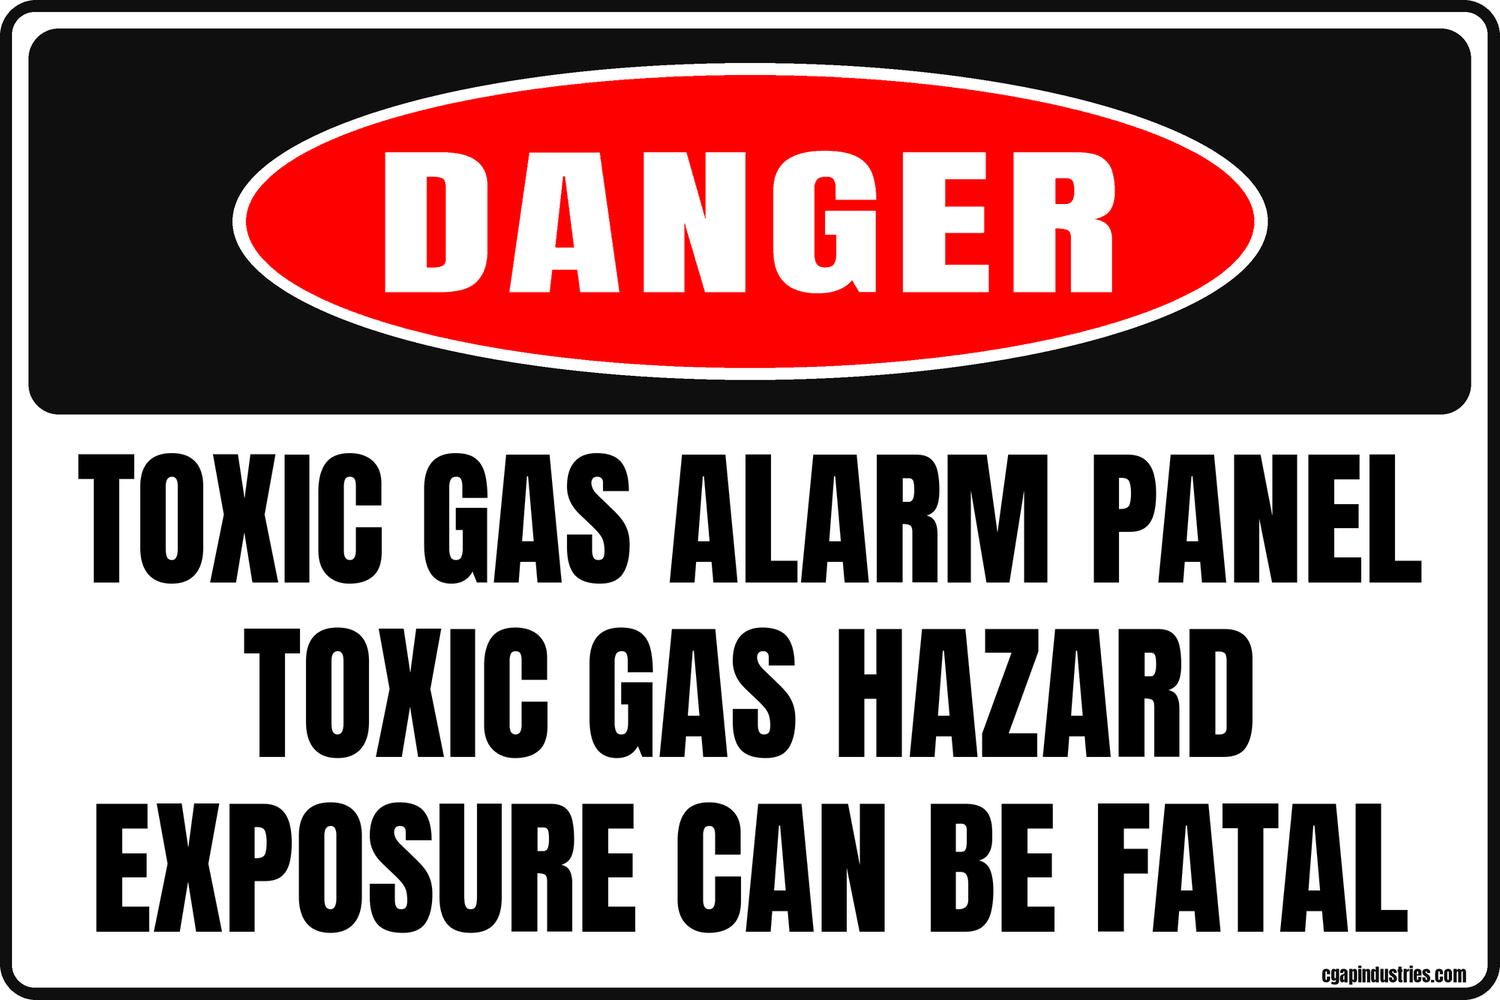 DANGER
TOXIC GAS ALARM PANEL
TOXIC GAS HAZARD
EXPOSURE CAN BE FATAL
cgapindustries.com